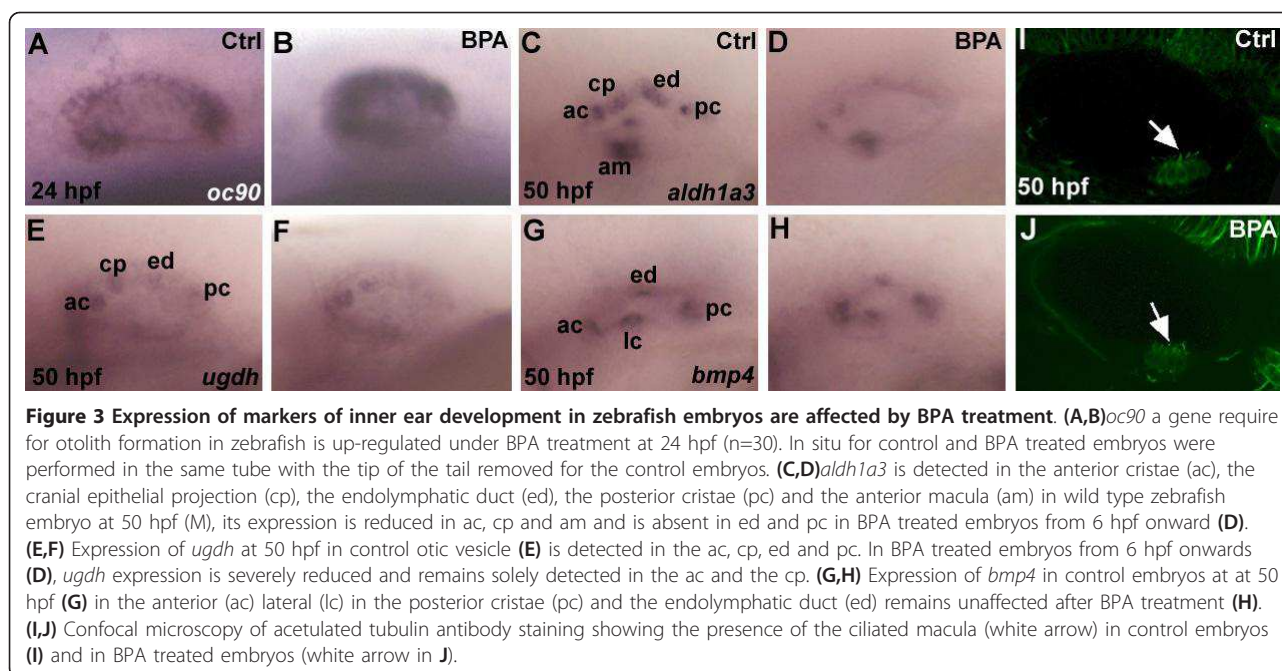 A Ctrl
B BPA
C Ctrl
D BPA
I Ctrl
cp ed
ac pc
am
24 hpf oc90
50 hpf aldh1a3
50 hpf
E F G H J BPA
cp ed
ac pc
ed
ac pc
lc
50 hpf ugdh
50 hpf bmp4
Figure 3 Expression of markers of inner ear development in zebrafish embryos are affected by BPA treatment. (A,B)oc90 a gene require
for otolith formation in zebrafish is up-regulated under BPA treatment at 24 hpf (n=30). In situ for control and BPA treated embryos were
performed in the same tube with the tip of the tail removed for the control embryos. (C,D)aldh1a3 is detected in the anterior cristae (ac), the
cranial epithelial projection (cp), the endolymphatic duct (ed), the posterior cristae (pc) and the anterior macula (am) in wild type zebrafish
embryo at 50 hpf (M), its expression is reduced in ac, cp and am and is absent in ed and pc in BPA treated embryos from 6 hpf onward (D).
(E,F) Expression of ugdh at 50 hpf in control otic vesicle (E) is detected in the ac, cp, ed and pc. In BPA treated embryos from 6 hpf onwards
(D), ugdh expression is severely reduced and remains solely detected in the ac and the cp. (G,H) Expression of bmp4 in control embryos at at 50
hpf (G) in the anterior (ac) lateral (lc) in the posterior cristae (pc) and the endolymphatic duct (ed) remains unaffected after BPA treatment (H).
(I,J) Confocal microscopy of acetulated tubulin antibody staining showing the presence of the ciliated macula (white arrow) in control embryos
(I) and in BPA treated embryos (white arrow in J).